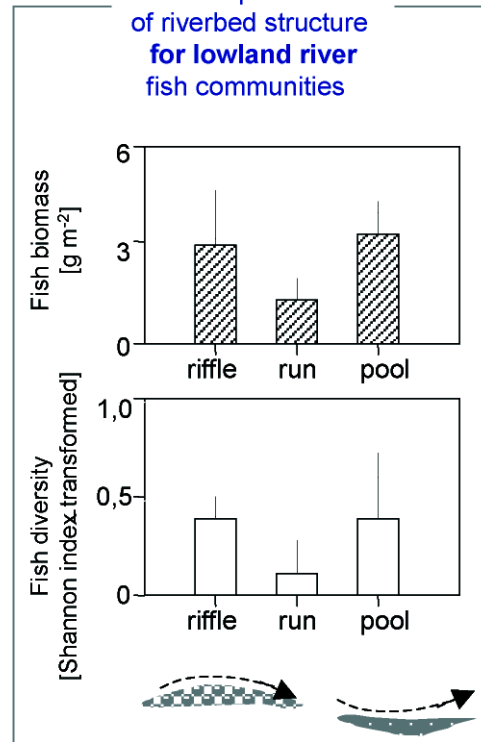 of riverbed structure
for lowland river
fish communities
Fish biomass
[g m⁻²]
6
3
0
riffle run pool
Fish diversity
[Shannon index transformed]
1,0
0,5
0
riffle run pool